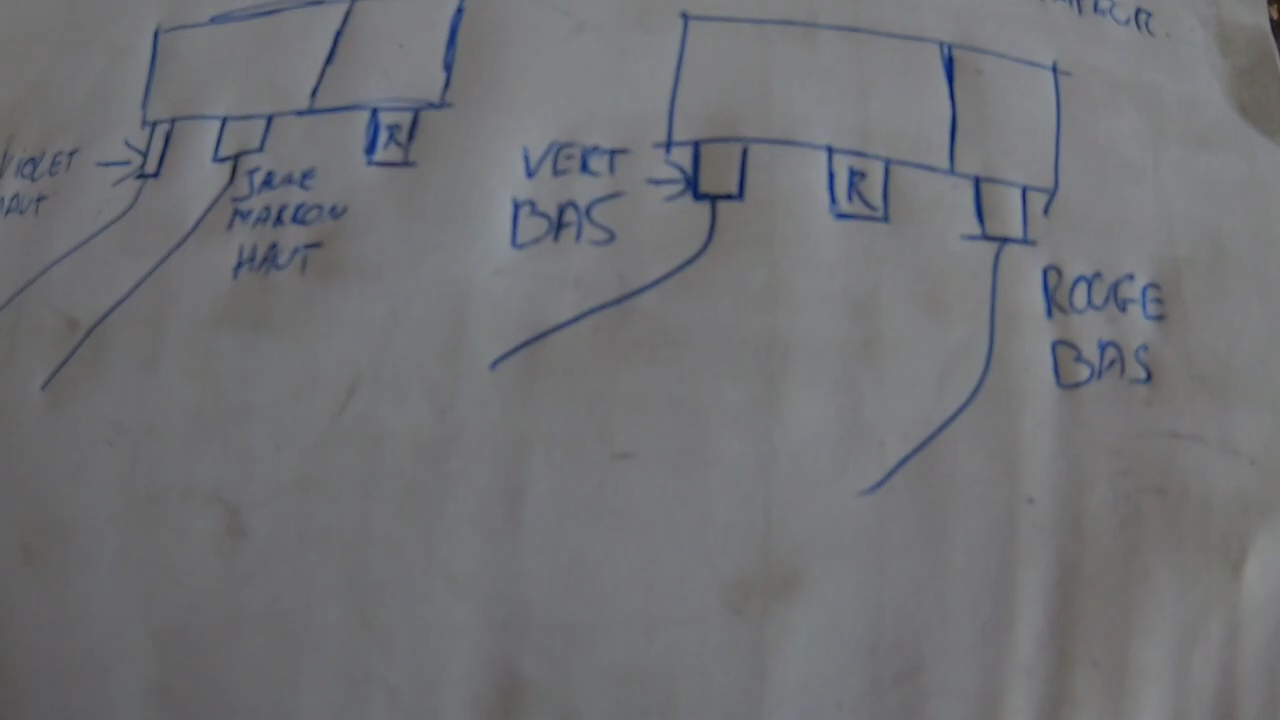 VIOLET
HAUT
JAUNE
MARRON
HAUT
R
VERT
BAS
R
ROUGE
BAS